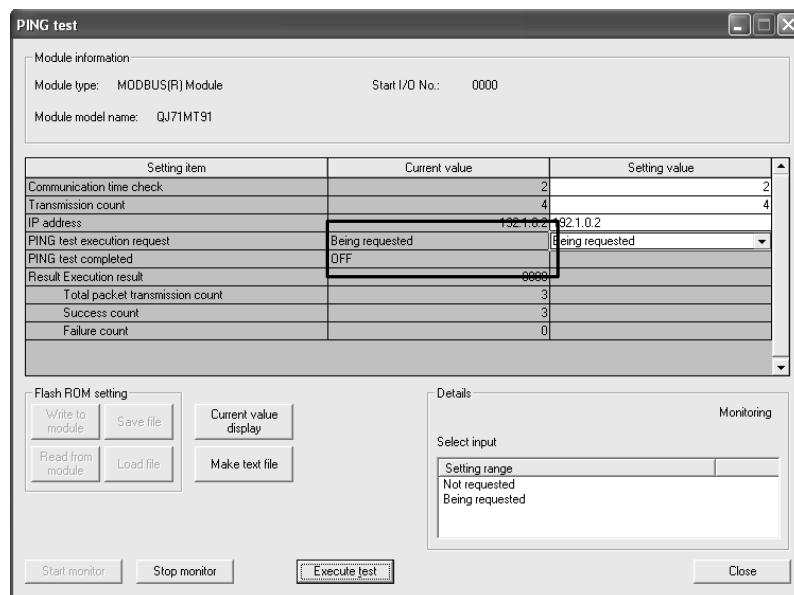 PING test
Module information
Module type: MODBUS(R) Module Start I/O No.: 0000
Module model name: QJ71MT91
Setting item Current value Setting value
Communication time check 2 2
Transmission count 4 4
IP address 192.1.0.2 192.1.0.2
PING test execution request Being requested Being requested
PING test completed OFF
Result Execution result 0000
Total packet transmission count 3
Success count 3
Failure count 0
Flash ROM setting
Write to module Save file
Read from module Load file
Current value display
Make text file
Details
Monitoring
Select input
Setting range
Not requested
Being requested
Start monitor Stop monitor Execute test Close